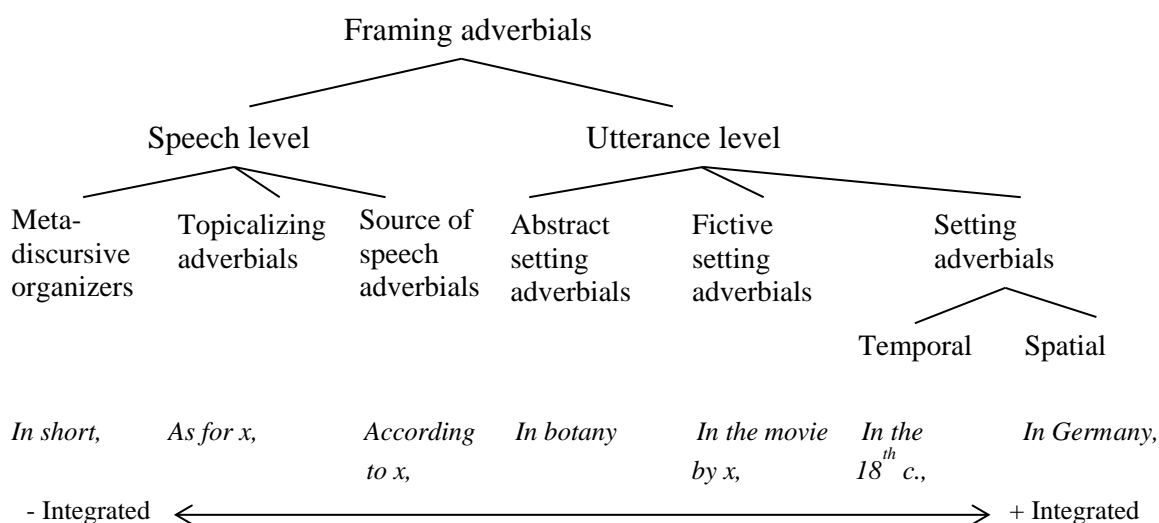 Framing adverbials
Speech level
Utterance level
Meta-
discursive
organizers
Topicalizing
adverbials
Source of
speech
adverbials
Abstract
setting
adverbials
Fictive
setting
adverbials
Setting
adverbials
Temporal
Spatial
In short,
As for x,
According
to x,
In botany
In the movie
by x,
In the
18th c.,
In Germany,
- Integrated
+ Integrated